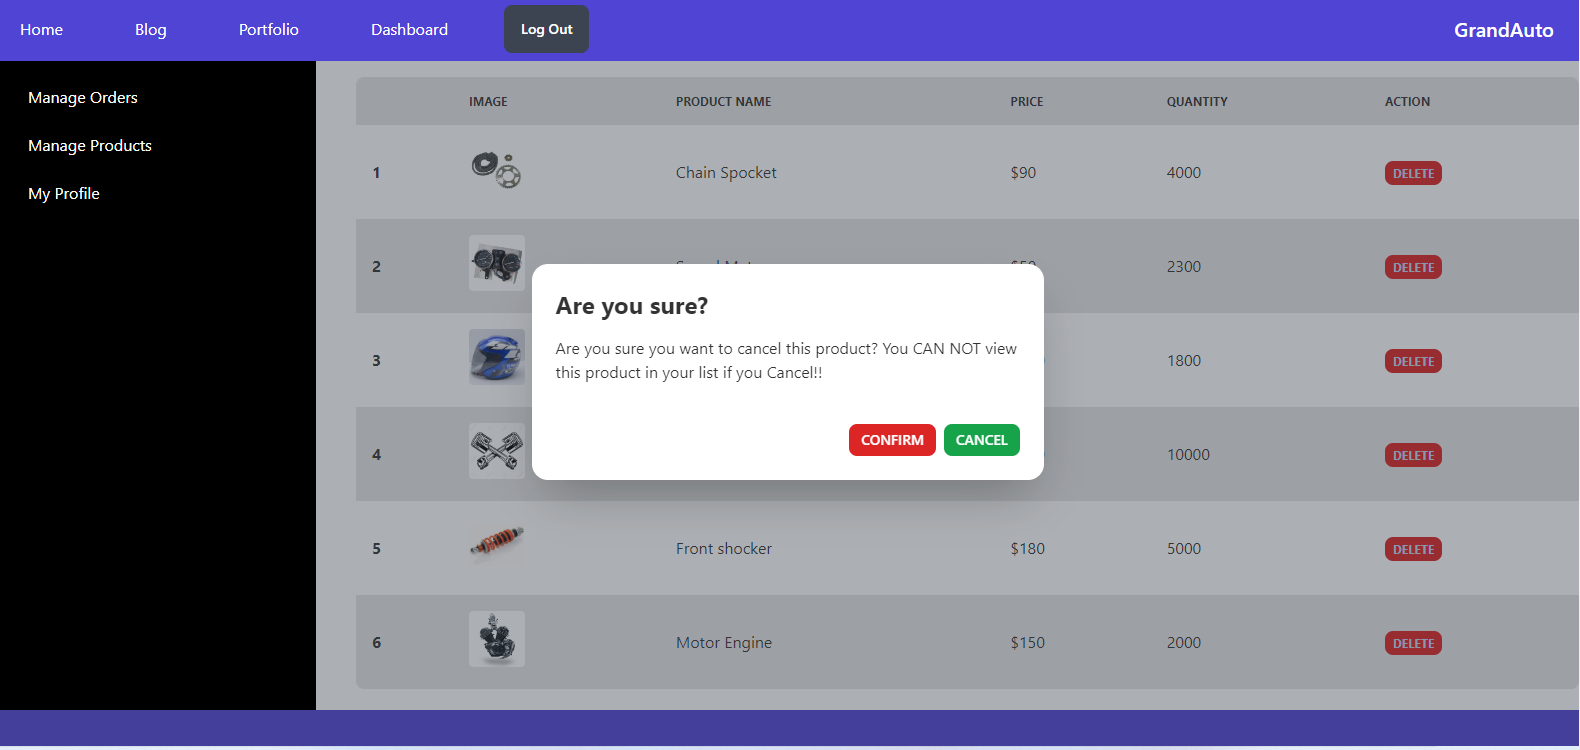 Home Blog Portfolio Dashboard Log Out GrandAuto
Manage Orders
Manage Products
My Profile
IMAGE PRODUCT NAME PRICE QUANTITY ACTION
1 Chain Spocket $90 4000 DELETE
2 2300 DELETE
3 1800 DELETE
4 10000 DELETE
5 Front shocker $180 5000 DELETE
6 Motor Engine $150 2000 DELETE
Are you sure?
Are you sure you want to cancel this product? You CAN NOT view
this product in your list if you Cancel!!
CONFIRM CANCEL